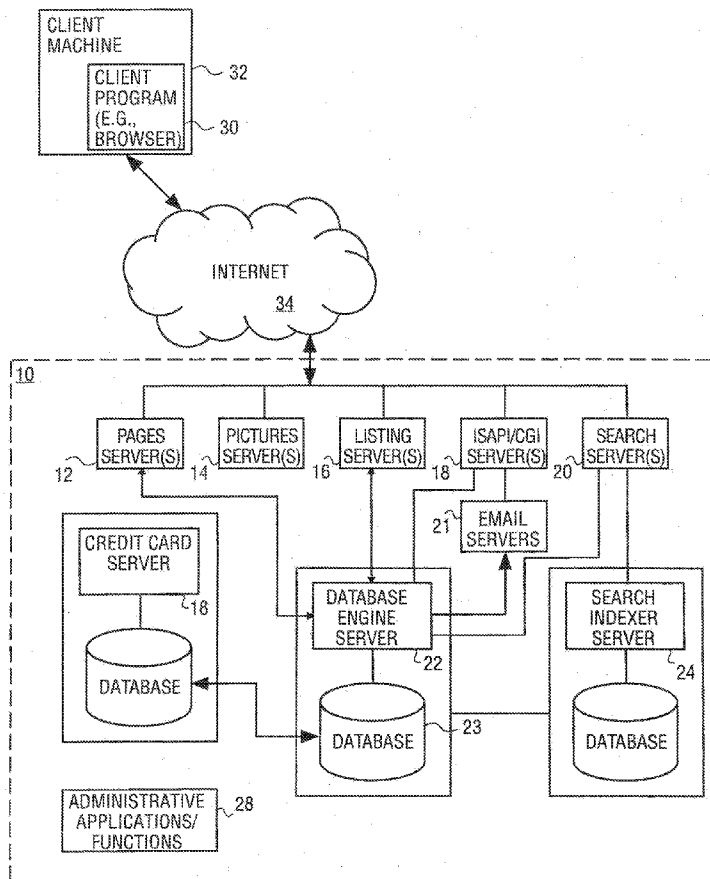 CLIENT
MACHINE
CLIENT
PROGRAM
(E.G.,
BROWSER)
32
30
INTERNET
34
10
PAGES
SERVER(S)
12
PICTURES
SERVER(S)
14
LISTING
SERVER(S)
16
ISAPI/CGI
SERVER(S)
18
SEARCH
SERVER(S)
20
EMAIL
SERVERS
21
CREDIT CARD
SERVER
18
DATABASE
DATABASE
ENGINE
SERVER
22
DATABASE
23
SEARCH
INDEXER
SERVER
24
DATABASE
ADMINISTRATIVE
APPLICATIONS/
FUNCTIONS
28